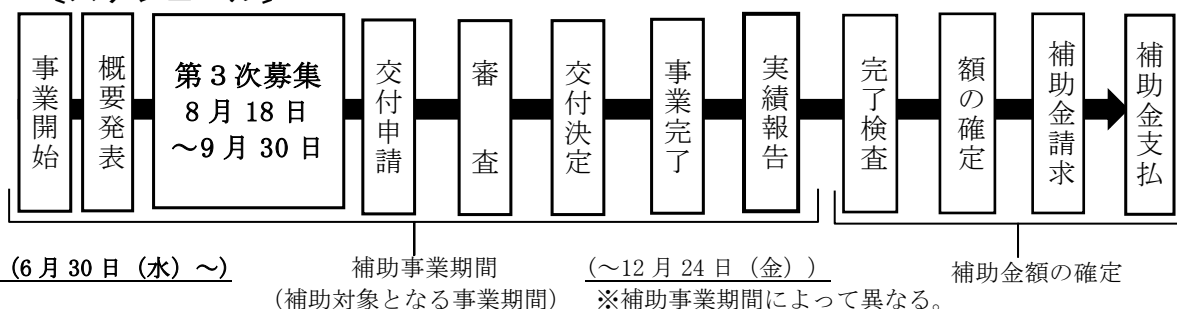 事業開始
概要発表
第3次募集
8月18日
～9月30日
交付申請
審査
交付決定
事業完了
実績報告
完了検査
額の確定
補助金請求
補助金支払
(6月30日（水）～)
補助事業期間
(～12月24日（金）)
補助金額の確定
(補助対象となる事業期間)
※補助事業期間によって異なる。